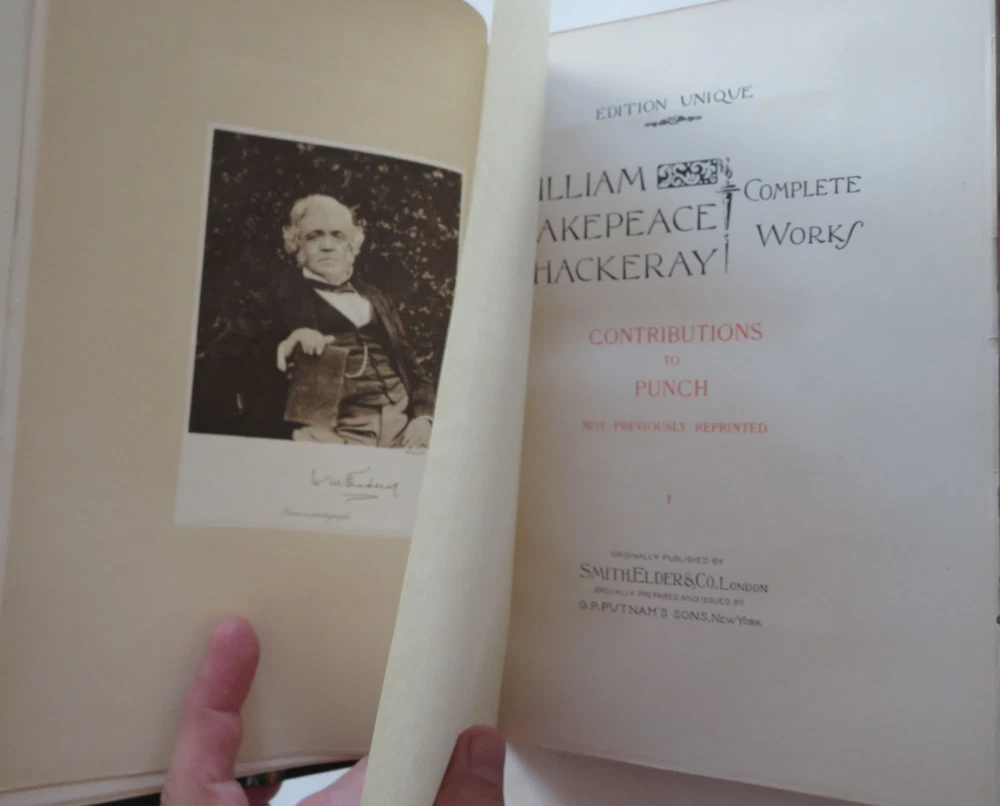 EDITION UNIQUE
ILLIAM
AKEPEACE
HACKERAY
COMPLETE
WORKS
CONTRIBUTIONS
TO
PUNCH
NOT PREVIOUSLY REPRINTED
I
ORIGINALLY PUBLISHED BY
SMITH, ELDER & CO. LONDON
SPECIALLY PREPARED AND ISSUED BY
G. P. PUTNAM'S SONS, NEW YORK